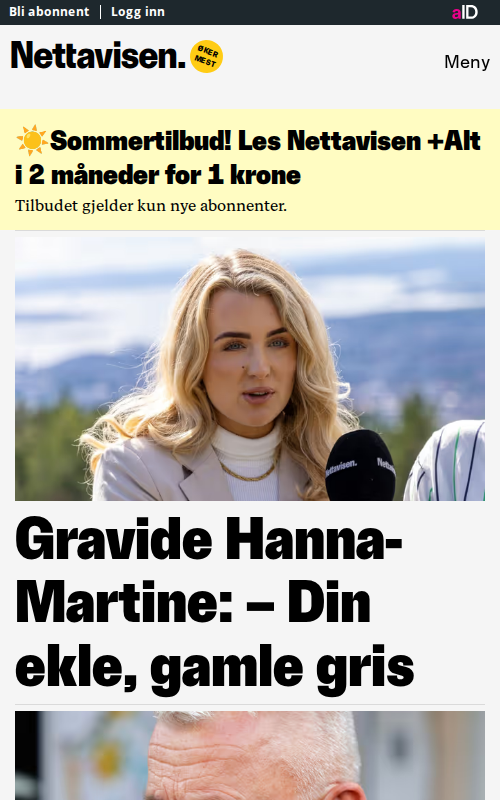 Bli abonnent | Logg inn
aID
Nettavisen.
ØKER
MEST
Meny
☀️Sommertilbud! Les Nettavisen +Alt
i 2 måneder for 1 krone
Tilbudet gjelder kun nye abonnenter.
Nettavisen.
Gravide Hanna-
Martine: – Din
ekle, gamle gris